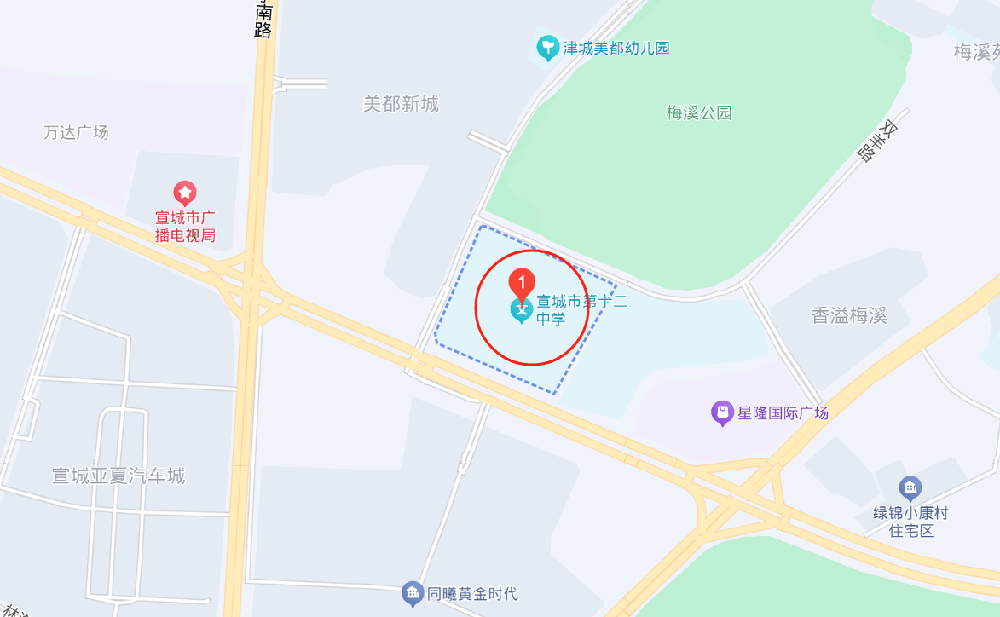 南路
津城美都幼儿园
梅溪苑
美都新城
梅溪公园
万达广场
双羊路
宣城市广
播电视局
1
宣城市第十二
中学
香溢梅溪
星隆国际广场
宣城亚夏汽车城
绿锦小康村
住宅区
同曦黄金时代
林